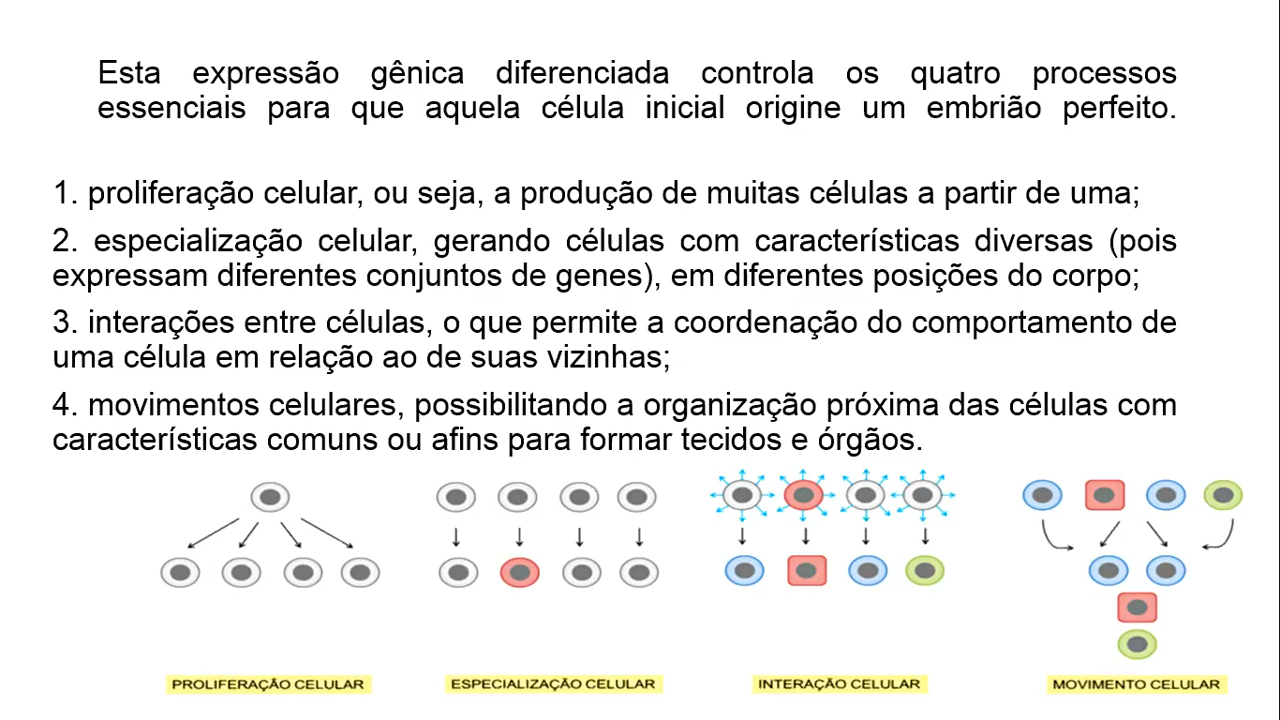 Esta expressão gênica diferenciada controla os quatro processos
essenciais para que aquela célula inicial origine um embrião perfeito.
1. proliferação celular, ou seja, a produção de muitas células a partir de uma;
2. especialização celular, gerando células com características diversas (pois
expressam diferentes conjuntos de genes), em diferentes posições do corpo;
3. interações entre células, o que permite a coordenação do comportamento de
uma célula em relação ao de suas vizinhas;
4. movimentos celulares, possibilitando a organização próxima das células com
características comuns ou afins para formar tecidos e órgãos.
PROLIFERAÇÃO CELULAR
ESPECIALIZAÇÃO CELULAR
INTERAÇÃO CELULAR
MOVIMENTO CELULAR